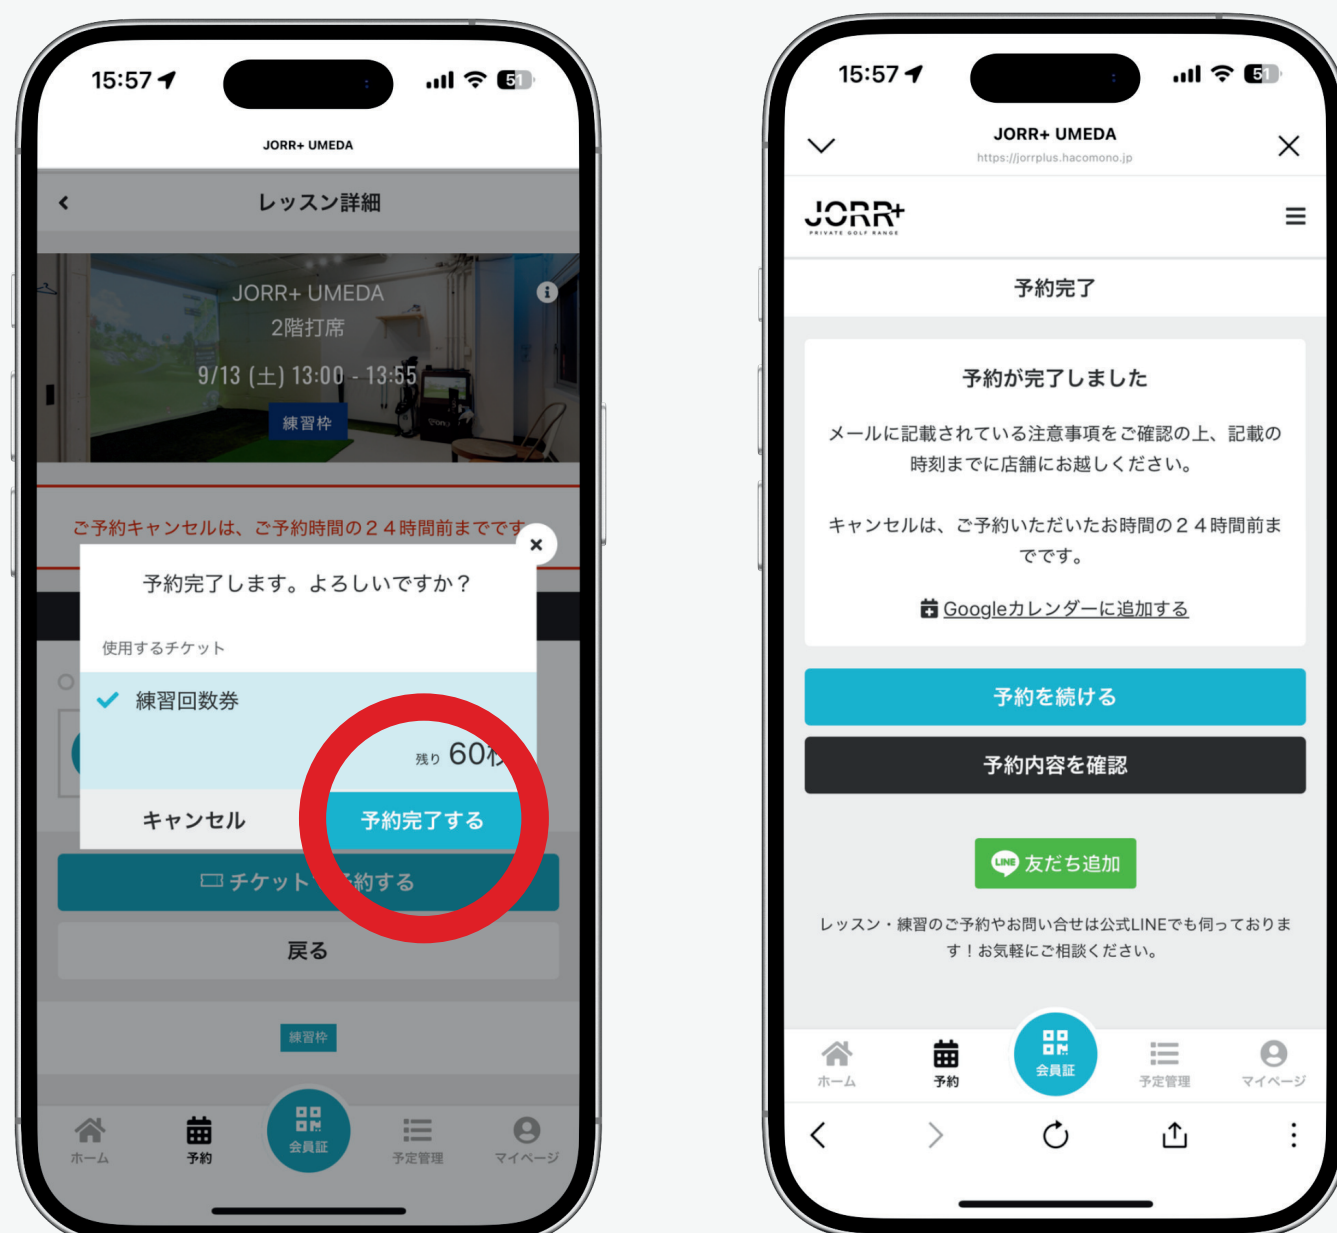 15:57
51
JORR+ UMEDA
レッスン詳細
JORR+ UMEDA
2階打席
9/13 (土) 13:00 - 13:55
練習枠
ご予約キャンセルは、ご予約時間の24時間前までです
予約完了します。よろしいですか？
使用するチケット
練習回数券
残り 60枚
キャンセル
予約完了する
チケット 約する
戻る
練習枠
ホーム
予約
会員証
予定管理
マイページ
15:57
51
JORR+ UMEDA
https://jorrplus.hacomono.jp
JORR+
PRIVATE GOLF RANGE
予約完了
予約が完了しました
メールに記載されている注意事項をご確認の上、記載の
時刻までに店舗にお越しください。
キャンセルは、ご予約いただいたお時間の２４時間前ま
でです。
Googleカレンダーに追加する
予約を続ける
予約内容を確認
LINE 友だち追加
レッスン・練習のご予約やお問い合せは公式LINEでも伺っておりま
す！お気軽にご相談ください。
ホーム
予約
会員証
予定管理
マイページ